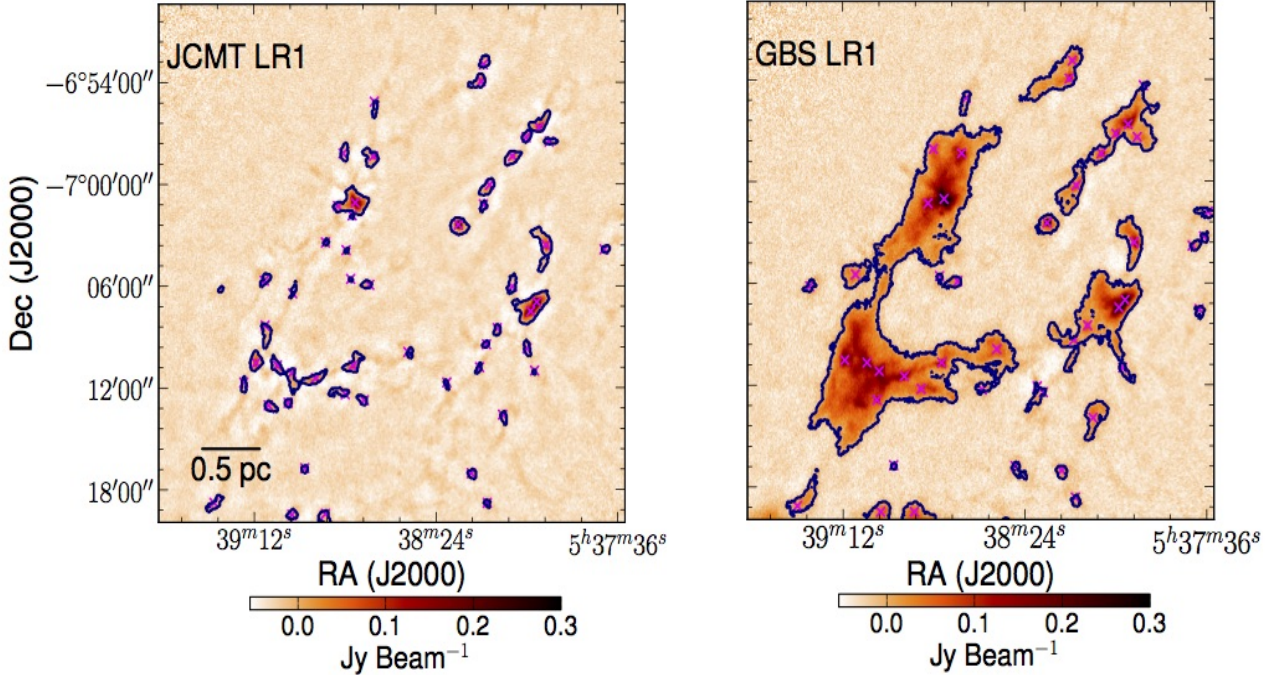 JCMT LR1
GBS LR1
Dec (J2000)
−6°54′00″
−7°00′00″
06′00″
12′00″
18′00″
0.5 pc
39ᵐ12ˢ 38ᵐ24ˢ 5ʰ37ᵐ36ˢ
39ᵐ12ˢ 38ᵐ24ˢ 5ʰ37ᵐ36ˢ
RA (J2000)
RA (J2000)
0.0 0.1 0.2 0.3
0.0 0.1 0.2 0.3
Jy Beam⁻¹
Jy Beam⁻¹